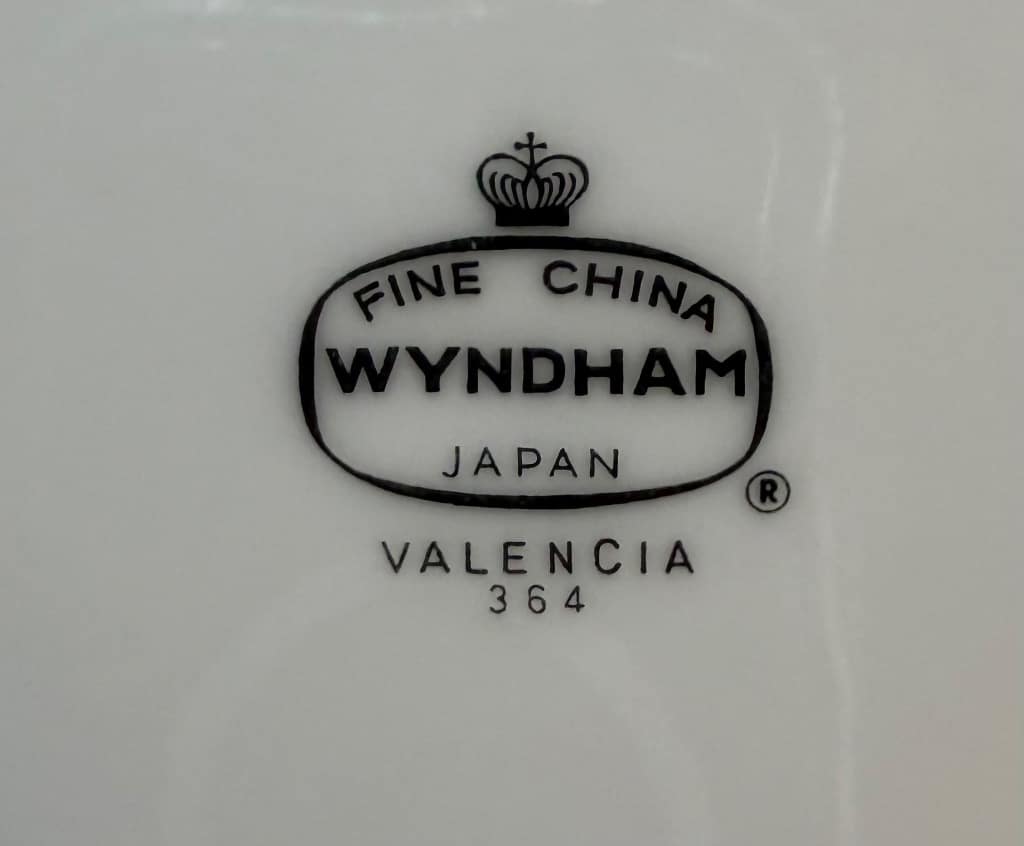 FINE CHINA
WYNDHAM
JAPAN
®
VALENCIA
364